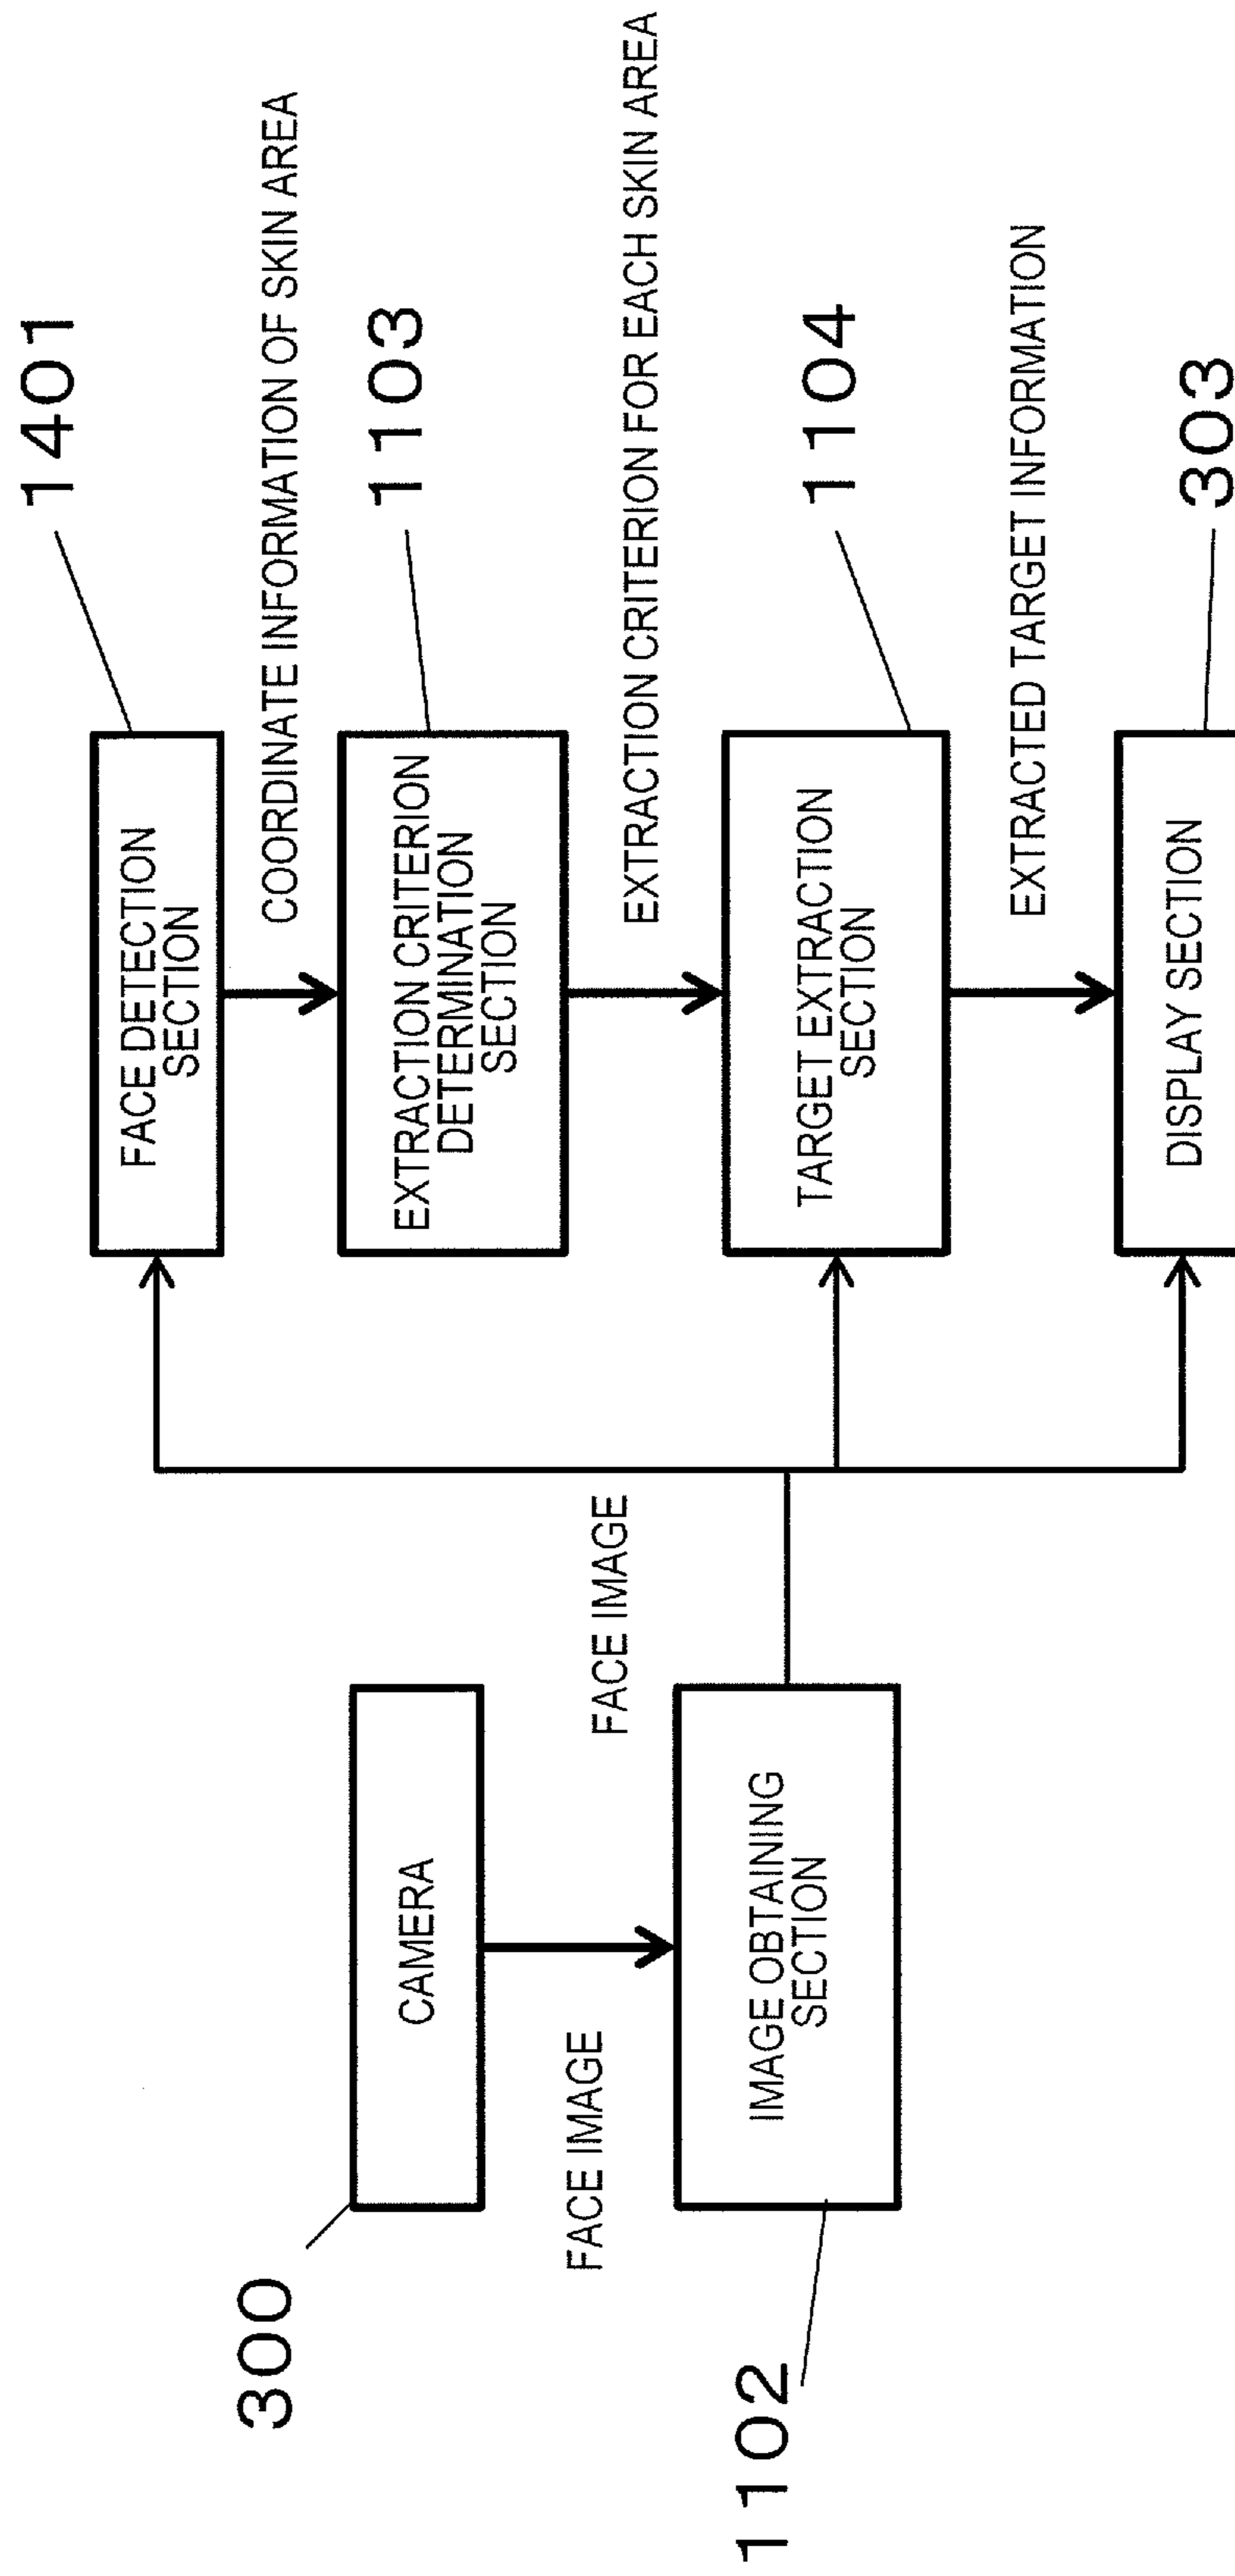 1401
FACE DETECTION
SECTION
COORDINATE INFORMATION OF SKIN AREA
1103
EXTRACTION CRITERION
DETERMINATION
SECTION
EXTRACTION CRITERION FOR EACH SKIN AREA
1104
TARGET EXTRACTION
SECTION
EXTRACTED TARGET INFORMATION
303
DISPLAY SECTION
FACE IMAGE
300
CAMERA
FACE IMAGE
1102
IMAGE OBTAINING
SECTION